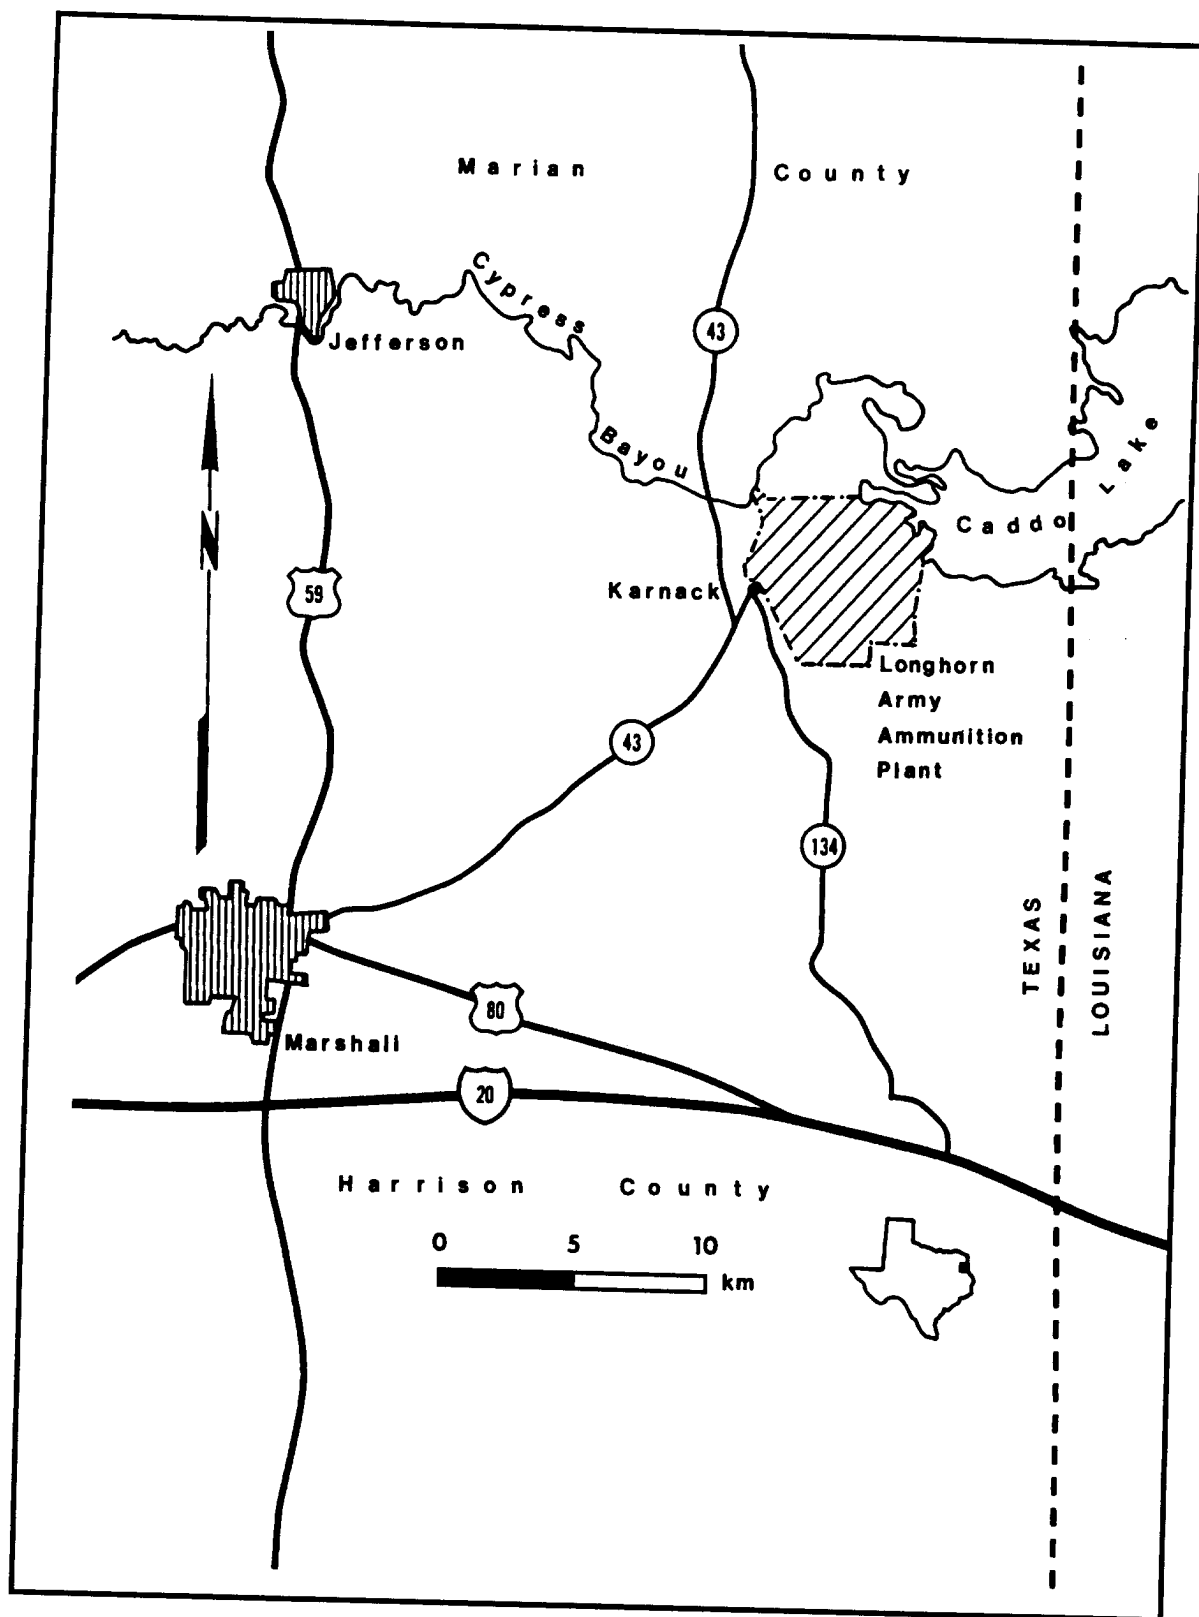 Marian County
Cypress
Bayou
43
Jefferson
Lake
Caddo
N
59
Karnack
Longhorn
Army
Ammunition
Plant
43
134
TEXAS
LOUISIANA
80
Marshall
20
Harrison County
0 5 10
km